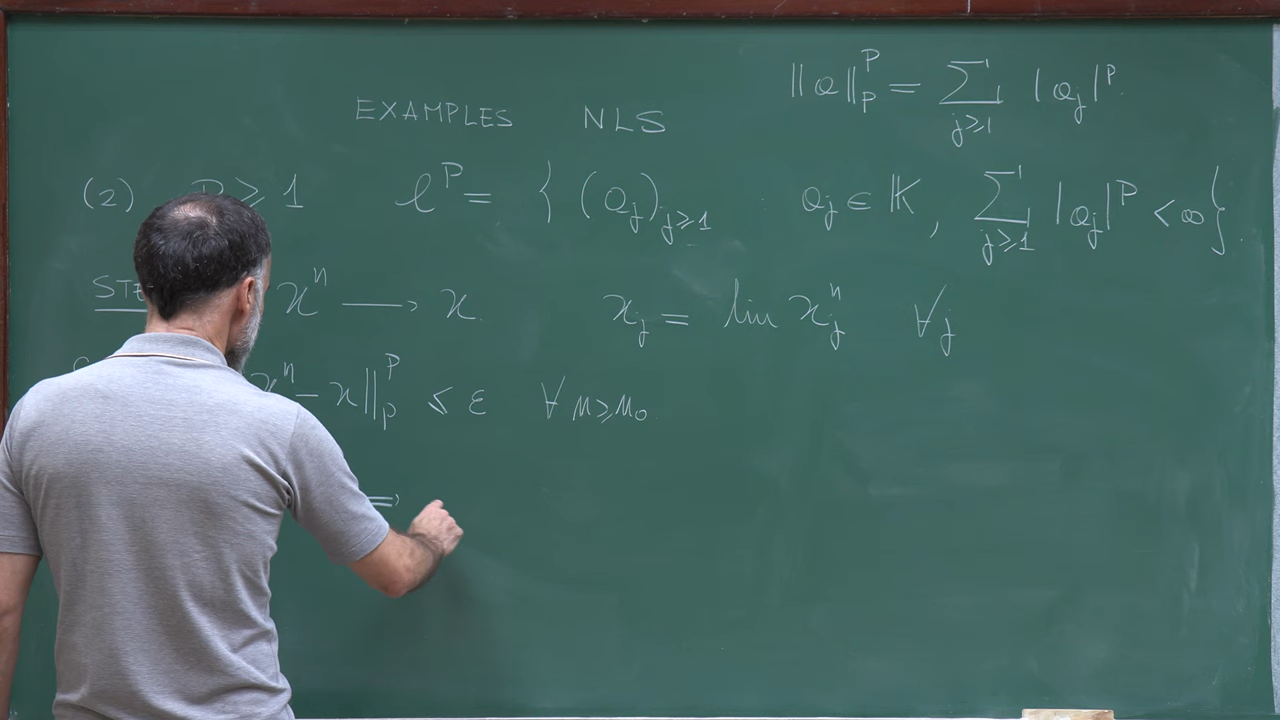 ‖a‖ₚᴾ = ∑_{j≥1} |aⱼ|ᴾ
EXAMPLES NLS
(2) P ≥ 1 ℓᴾ = { (aⱼ)_{j≥1} : aⱼ ∈ 𝕂, ∑_{j≥1} |aⱼ|ᴾ < ∞ }
STE xⁿ ⟶ x xⱼ = lim xⱼⁿ ∀j
xⁿ − x‖ₚᴾ ≤ ε ∀ n ≥ n₀
⇒